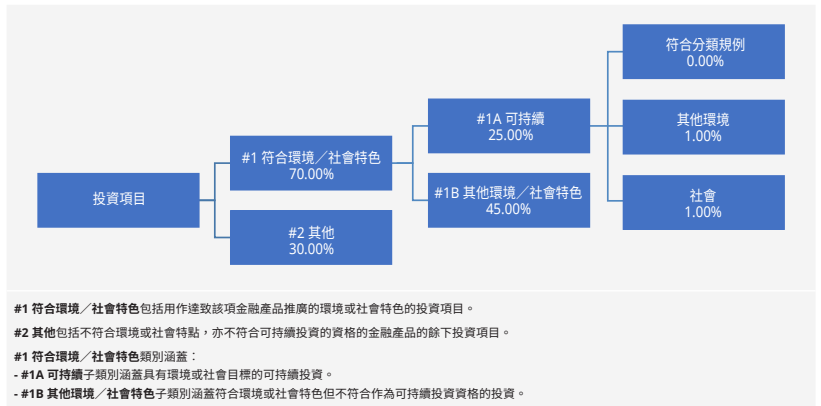 投資項目
#1 符合環境／社會特色
70.00%
#2 其他
30.00%
#1A 可持續
25.00%
#1B 其他環境／社會特色
45.00%
符合分類規例
0.00%
其他環境
1.00%
社會
1.00%
#1 符合環境／社會特色包括用作達致該項金融產品推廣的環境或社會特色的投資項目。
#2 其他包括不符合環境或社會特點，亦不符合可持續投資的資格的金融產品的餘下投資項目。
#1 符合環境／社會特色類別涵蓋：
- #1A 可持續子類別涵蓋具有環境或社會目標的可持續投資。
- #1B 其他環境／社會特色子類別涵蓋符合環境或社會特色但不符合作為可持續投資資格的投資。